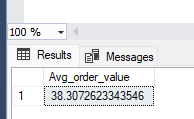 100 %
Results Messages
Avg_order_value
1 38.3072623343546